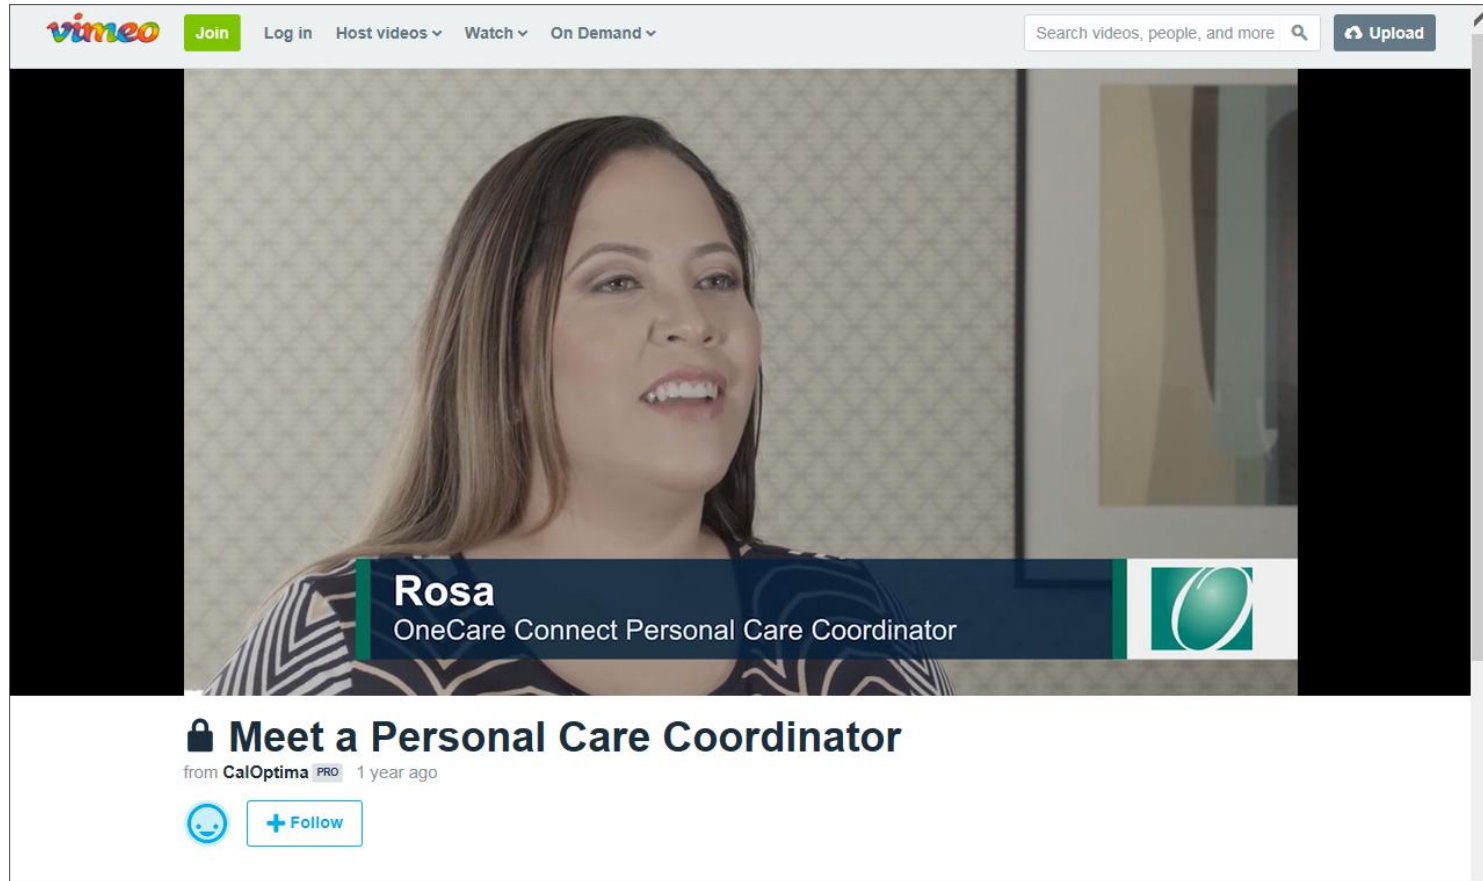 vimeo Join Log in Host videos Watch On Demand Search videos, people, and more Upload
Rosa
OneCare Connect Personal Care Coordinator
Meet a Personal Care Coordinator
from CalOptima PRO 1 year ago
+ Follow